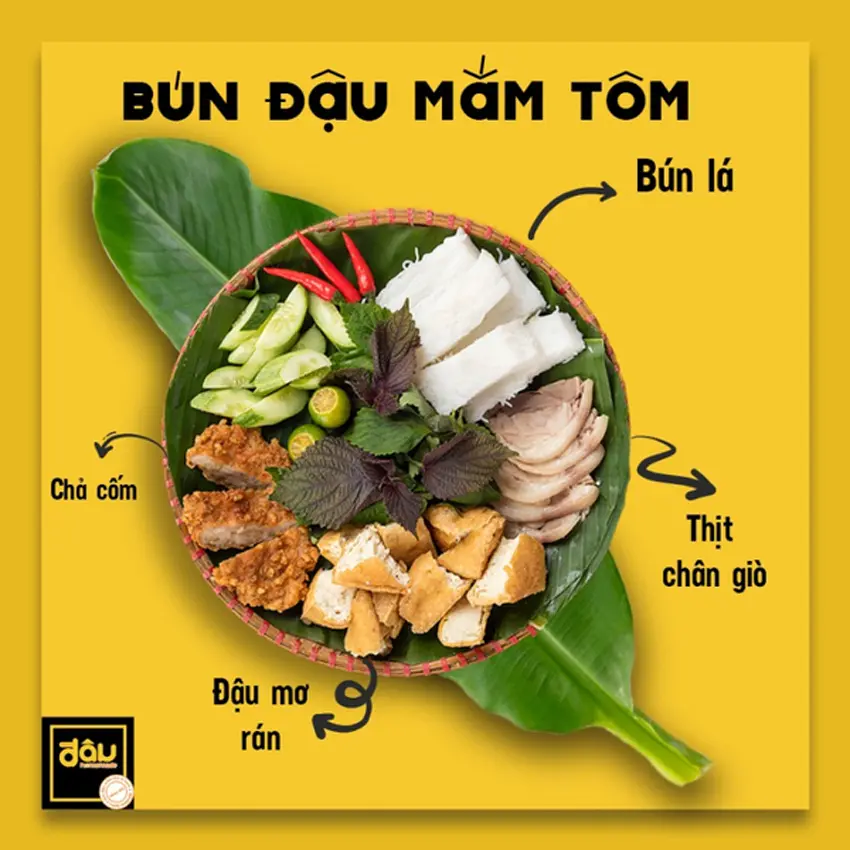 BÚN ĐẬU MẮM TÔM
Bún lá
Chả cốm
Thịt
chân giò
Đậu mơ
rán
đậu